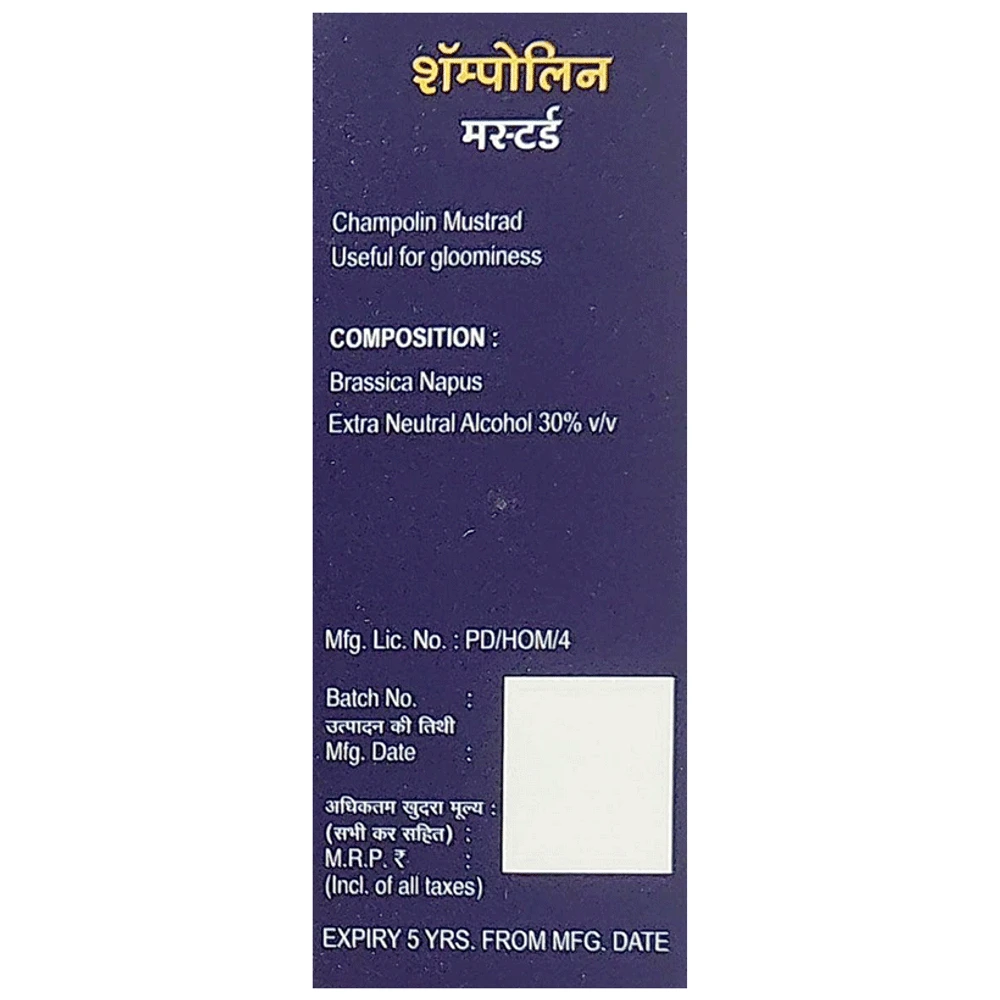 शॅम्पोलिन
मस्टर्ड
Champolin Mustrad
Useful for gloominess
COMPOSITION :
Brassica Napus
Extra Neutral Alcohol 30% v/v
Mfg. Lic. No. : PD/HOM/4
Batch No. :
उत्पादन की तिथी
Mfg. Date :
अधिकतम खुदरा मूल्य :
(सभी कर सहित) :
M.R.P. ₹ :
(Incl. of all taxes)
EXPIRY 5 YRS. FROM MFG. DATE